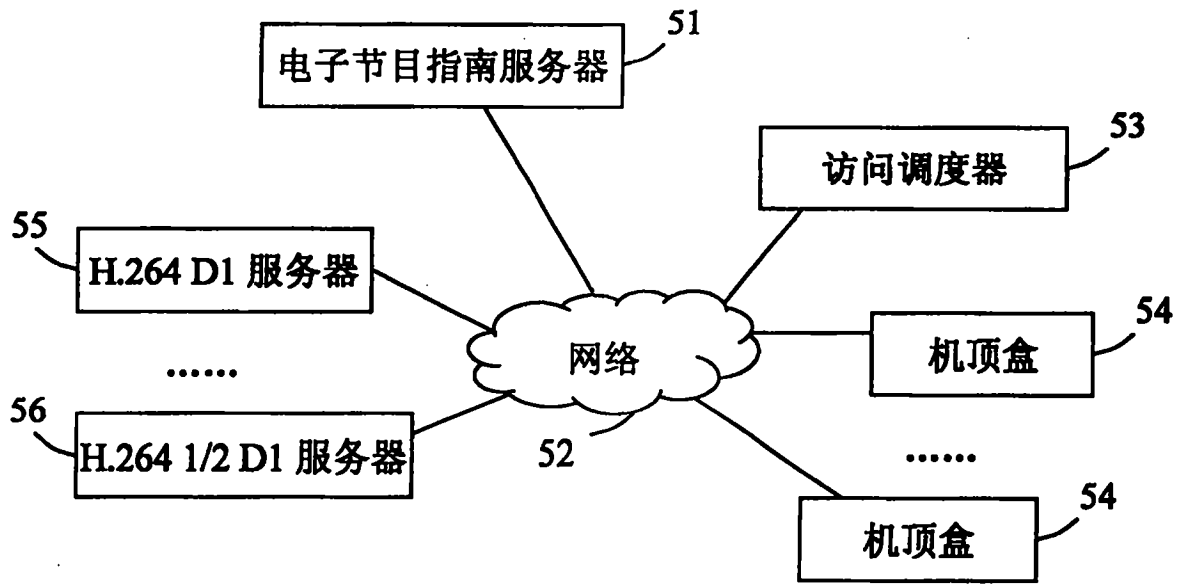 51
电子节目指南服务器
53
访问调度器
55
H.264 D1 服务器
54
机顶盒
网络
……
56
H.264 1/2 D1 服务器
52
……
54
机顶盒